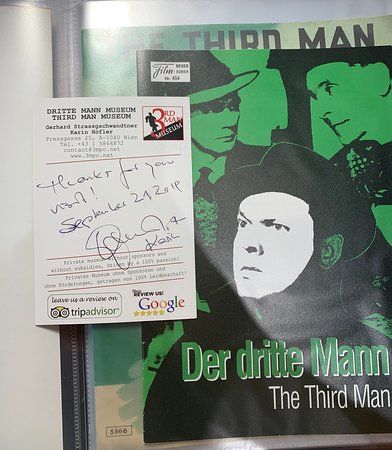 THE THIRD MAN
Film NEUER KURIER
Nr. 454
DRITTE MANN MUSEUM
THIRD MAN MUSEUM
Gerhard Strassgschwandtner
Karin Höfler
Pressgasse 25, A-1040 Wien
Tel. +43 1 5864872
contact@3mpc.net
www.3mpc.net
3RD MAN MUSEUM
Thanks for your
visit!
September 21, 2019
Karin
Private museum without sponsors and
without subsidies, driven by a 100% passion!
Privates Museum ohne Sponsoren und
ohne Förderungen, getragen von 100% Leidenschaft!
leave us a review on
tripadvisor
REVIEW US!
Google
Der dritte Mann
The Third Man
5366